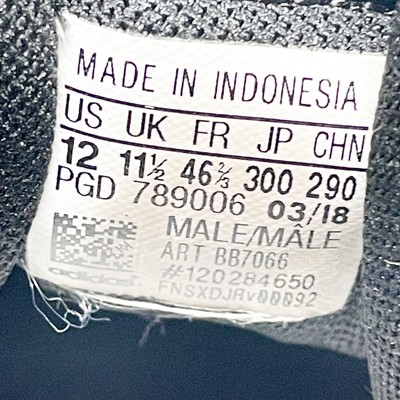 MADE IN INDONESIA
US UK FR JP CHN
12 11½ 46⅔ 300 290
PGD 789006 03/18
MALE/MÂLE
ART BB7066
#120284650
adidas FNSXDJRv00092